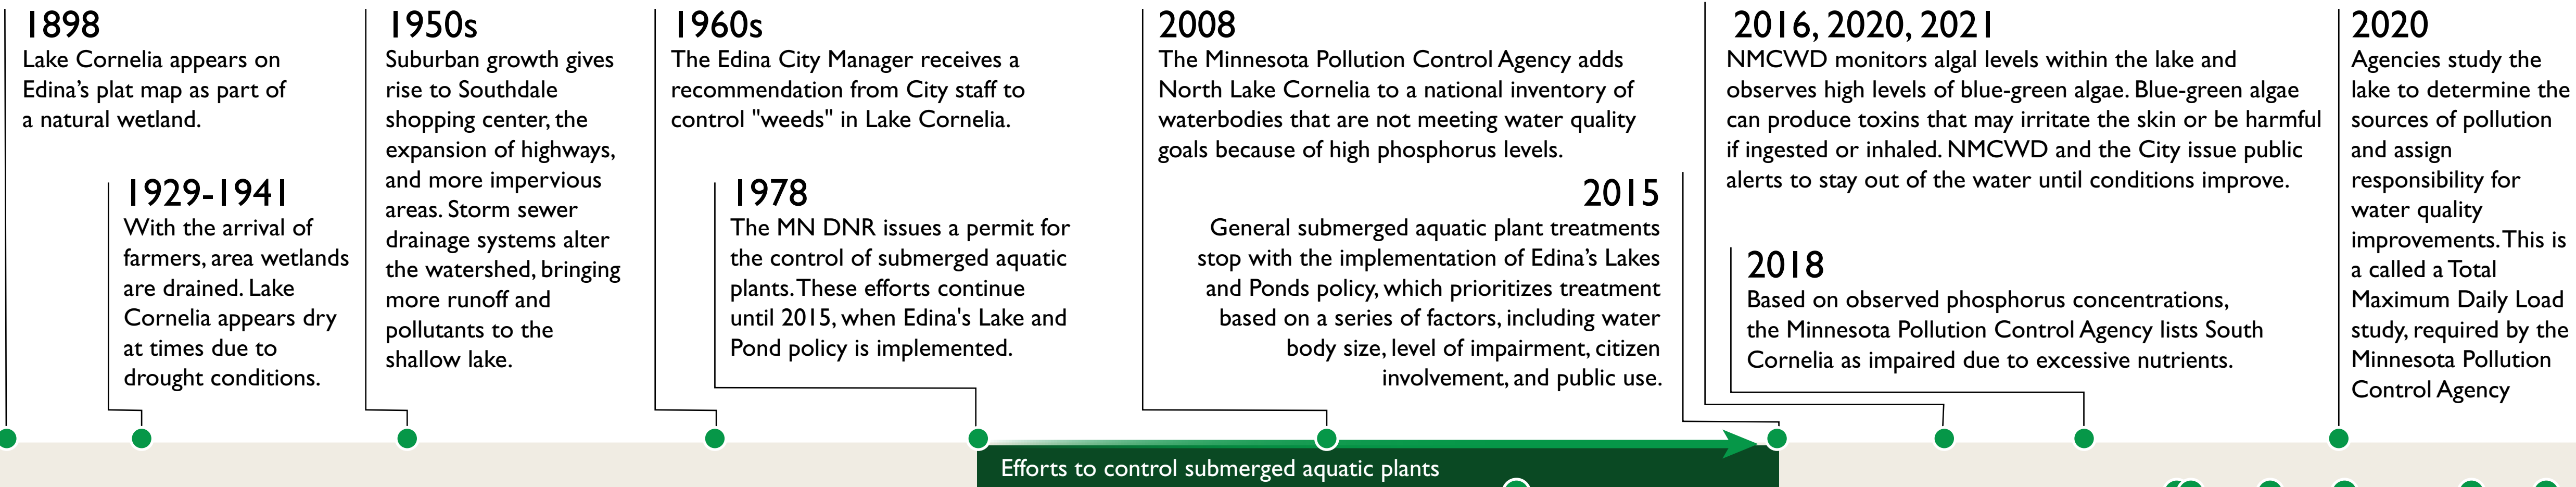 1898
Lake Cornelia appears on
Edina’s plat map as part of
a natural wetland.
1929-1941
With the arrival of
farmers, area wetlands
are drained. Lake
Cornelia appears dry
at times due to
drought conditions.
1950s
Suburban growth gives
rise to Southdale
shopping center, the
expansion of highways,
and more impervious
areas. Storm sewer
drainage systems alter
the watershed, bringing
more runoff and
pollutants to the
shallow lake.
1960s
The Edina City Manager receives a
recommendation from City staff to
control "weeds" in Lake Cornelia.
1978
The MN DNR issues a permit for
the control of submerged aquatic
plants. These efforts continue
until 2015, when Edina's Lake and
Pond policy is implemented.
2008
The Minnesota Pollution Control Agency adds
North Lake Cornelia to a national inventory of
waterbodies that are not meeting water quality
goals because of high phosphorus levels.
2015
General submerged aquatic plant treatments
stop with the implementation of Edina’s Lakes
and Ponds policy, which prioritizes treatment
based on a series of factors, including water
body size, level of impairment, citizen
involvement, and public use.
2016, 2020, 2021
NMCWD monitors algal levels within the lake and
observes high levels of blue-green algae. Blue-green algae
can produce toxins that may irritate the skin or be harmful
if ingested or inhaled. NMCWD and the City issue public
alerts to stay out of the water until conditions improve.
2018
Based on observed phosphorus concentrations,
the Minnesota Pollution Control Agency lists South
Cornelia as impaired due to excessive nutrients.
2020
Agencies study the
lake to determine the
sources of pollution
and assign
responsibility for
water quality
improvements. This is
a called a Total
Maximum Daily Load
study, required by the
Minnesota Pollution
Control Agency
Efforts to control submerged aquatic plants